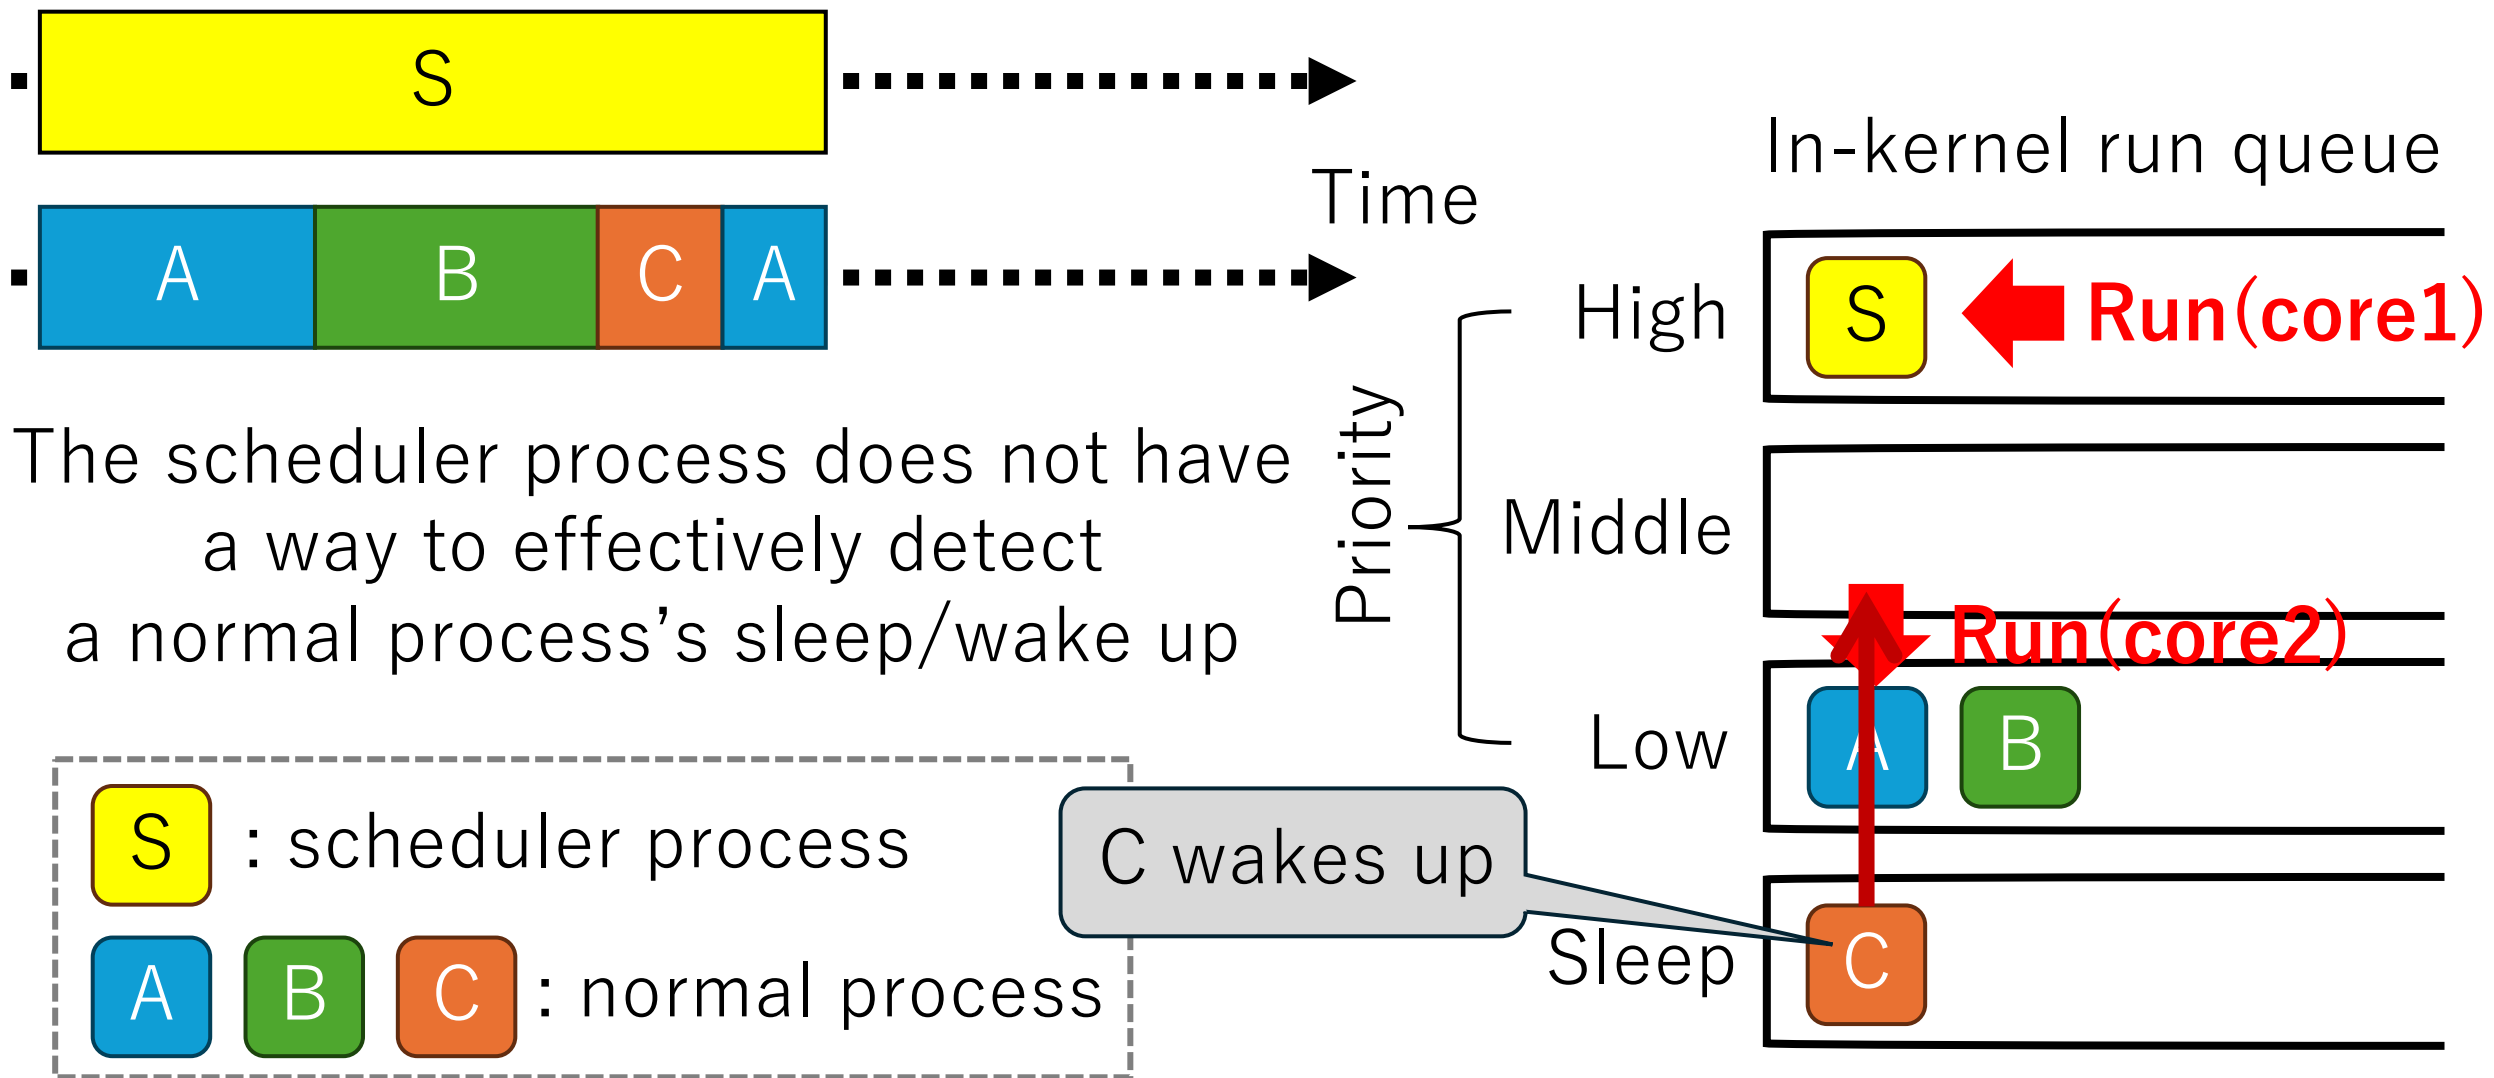 S
A B C A
Time
The scheduler process does not have
a way to effectively detect
a normal process’s sleep/wake up
S : scheduler process
A B C : normal process
In-kernel run queue
Priority
High
S
Run(core1)
Middle
Run(core2)
Low
A B
C wakes up
Sleep
C